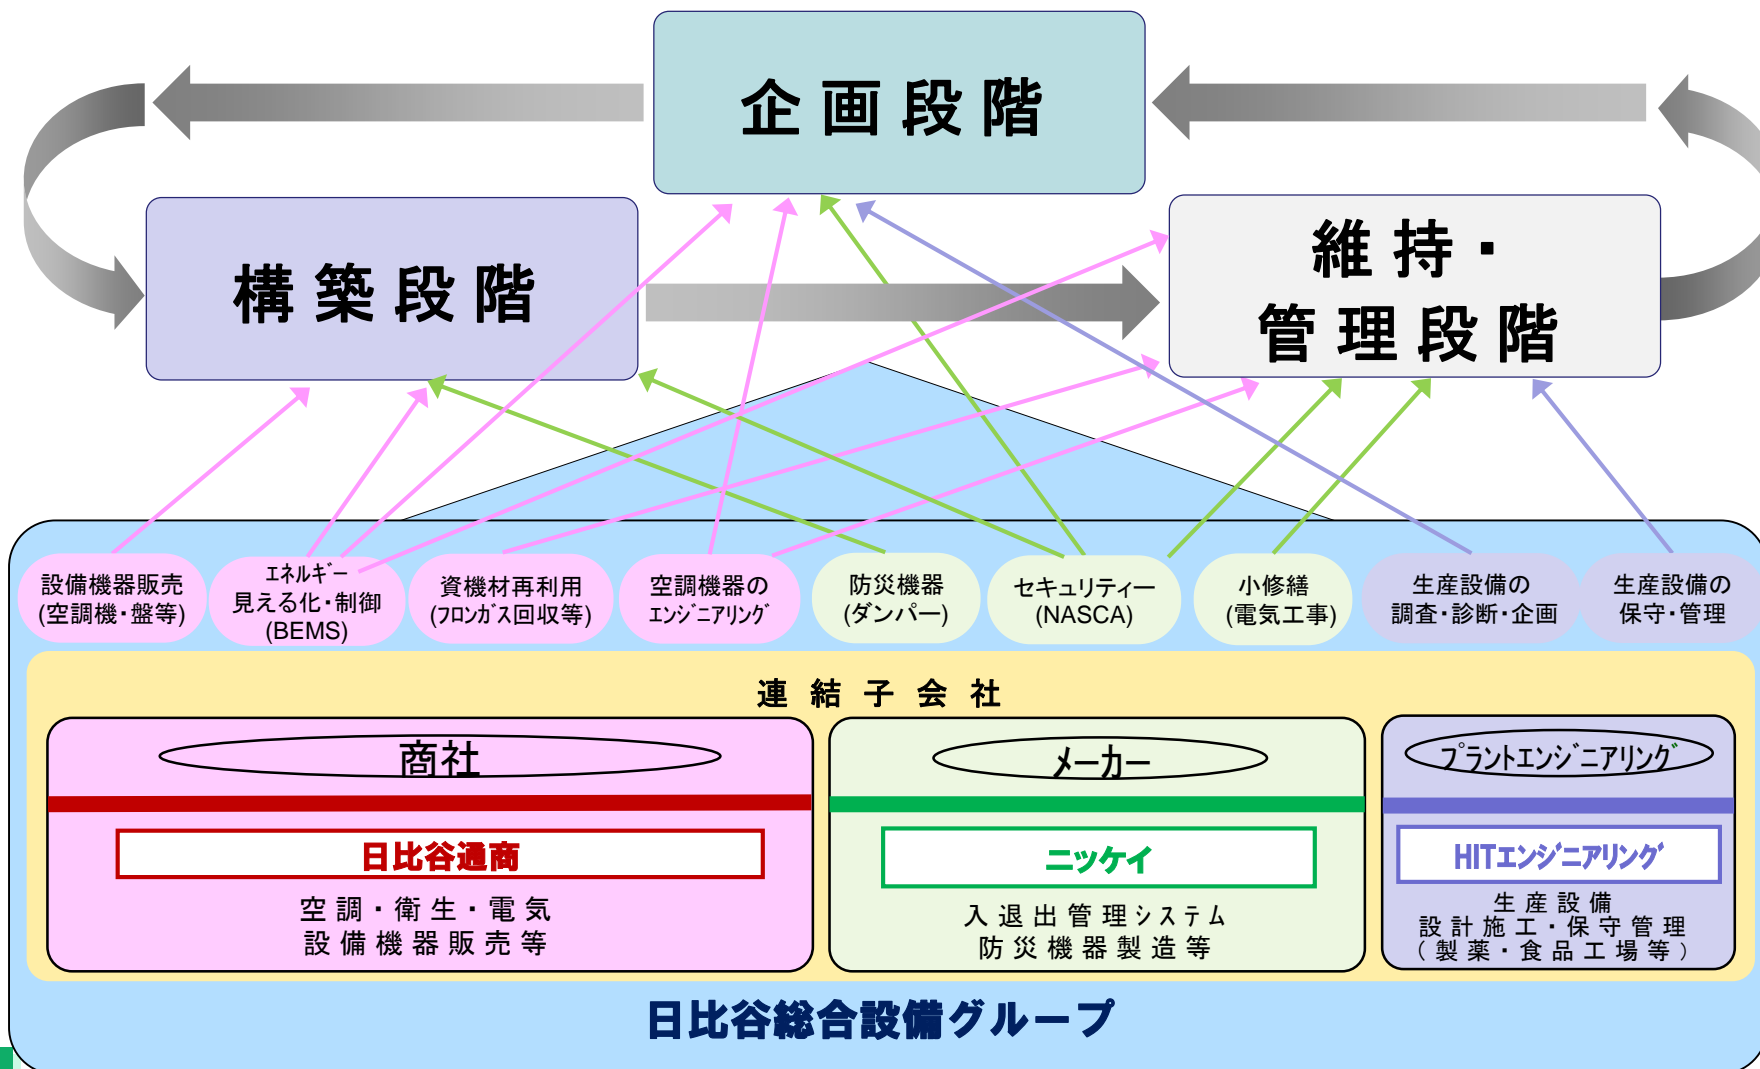 企画段階
構築段階
維持・
管理段階
設備機器販売
(空調機・盤等)
ｴﾈﾙｷﾞｰ
見える化・制御
(BEMS)
資機材再利用
(ﾌﾛﾝｶﾞｽ回収等)
空調機器の
ｴﾝｼﾞﾆｱﾘﾝｸﾞ
防災機器
(ダンパー)
セキュリティー
(NASCA)
小修繕
(電気工事)
生産設備の
調査・診断・企画
生産設備の
保守・管理
連結子会社
商社
メーカー
ﾌﾟﾗﾝﾄｴﾝｼﾞﾆｱﾘﾝｸﾞ
日比谷通商
ニッケイ
HITｴﾝｼﾞﾆｱﾘﾝｸﾞ
空調・衛生・電気
設備機器販売等
入退出管理ｼｽﾃﾑ
防災機器製造等
生産設備
設計施工・保守管理
(製薬・食品工場等)
日比谷総合設備グループ